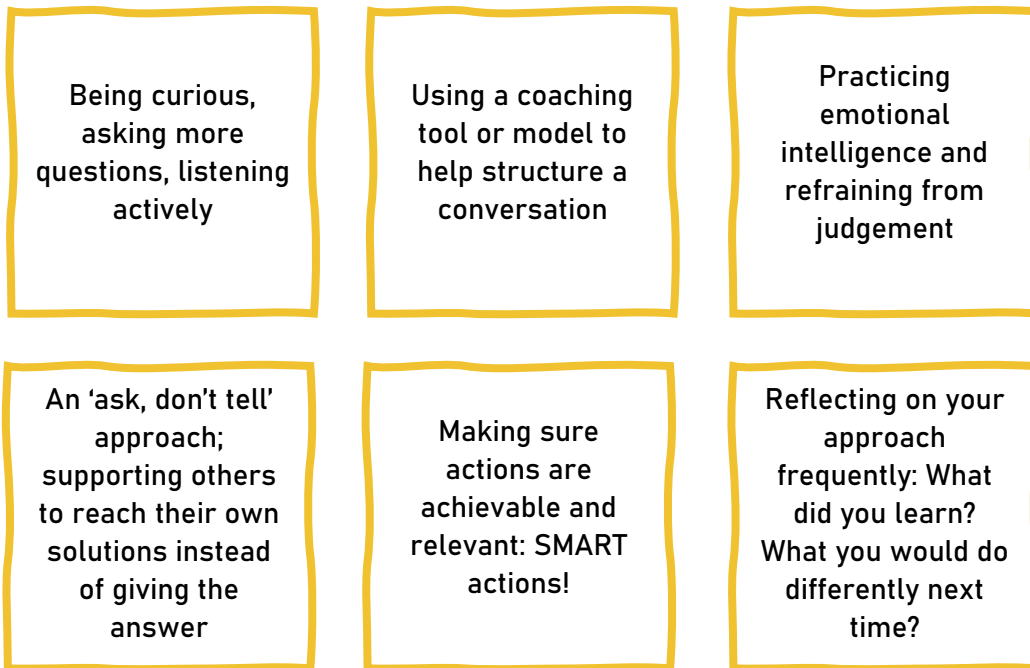 Being curious,
asking more
questions, listening
actively
Using a coaching
tool or model to
help structure a
conversation
Practicing
emotional
intelligence and
refraining from
judgement
An ‘ask, don’t tell’
approach;
supporting others
to reach their own
solutions instead
of giving the
answer
Making sure
actions are
achievable and
relevant: SMART
actions!
Reflecting on your
approach
frequently: What
did you learn?
What you would do
differently next
time?